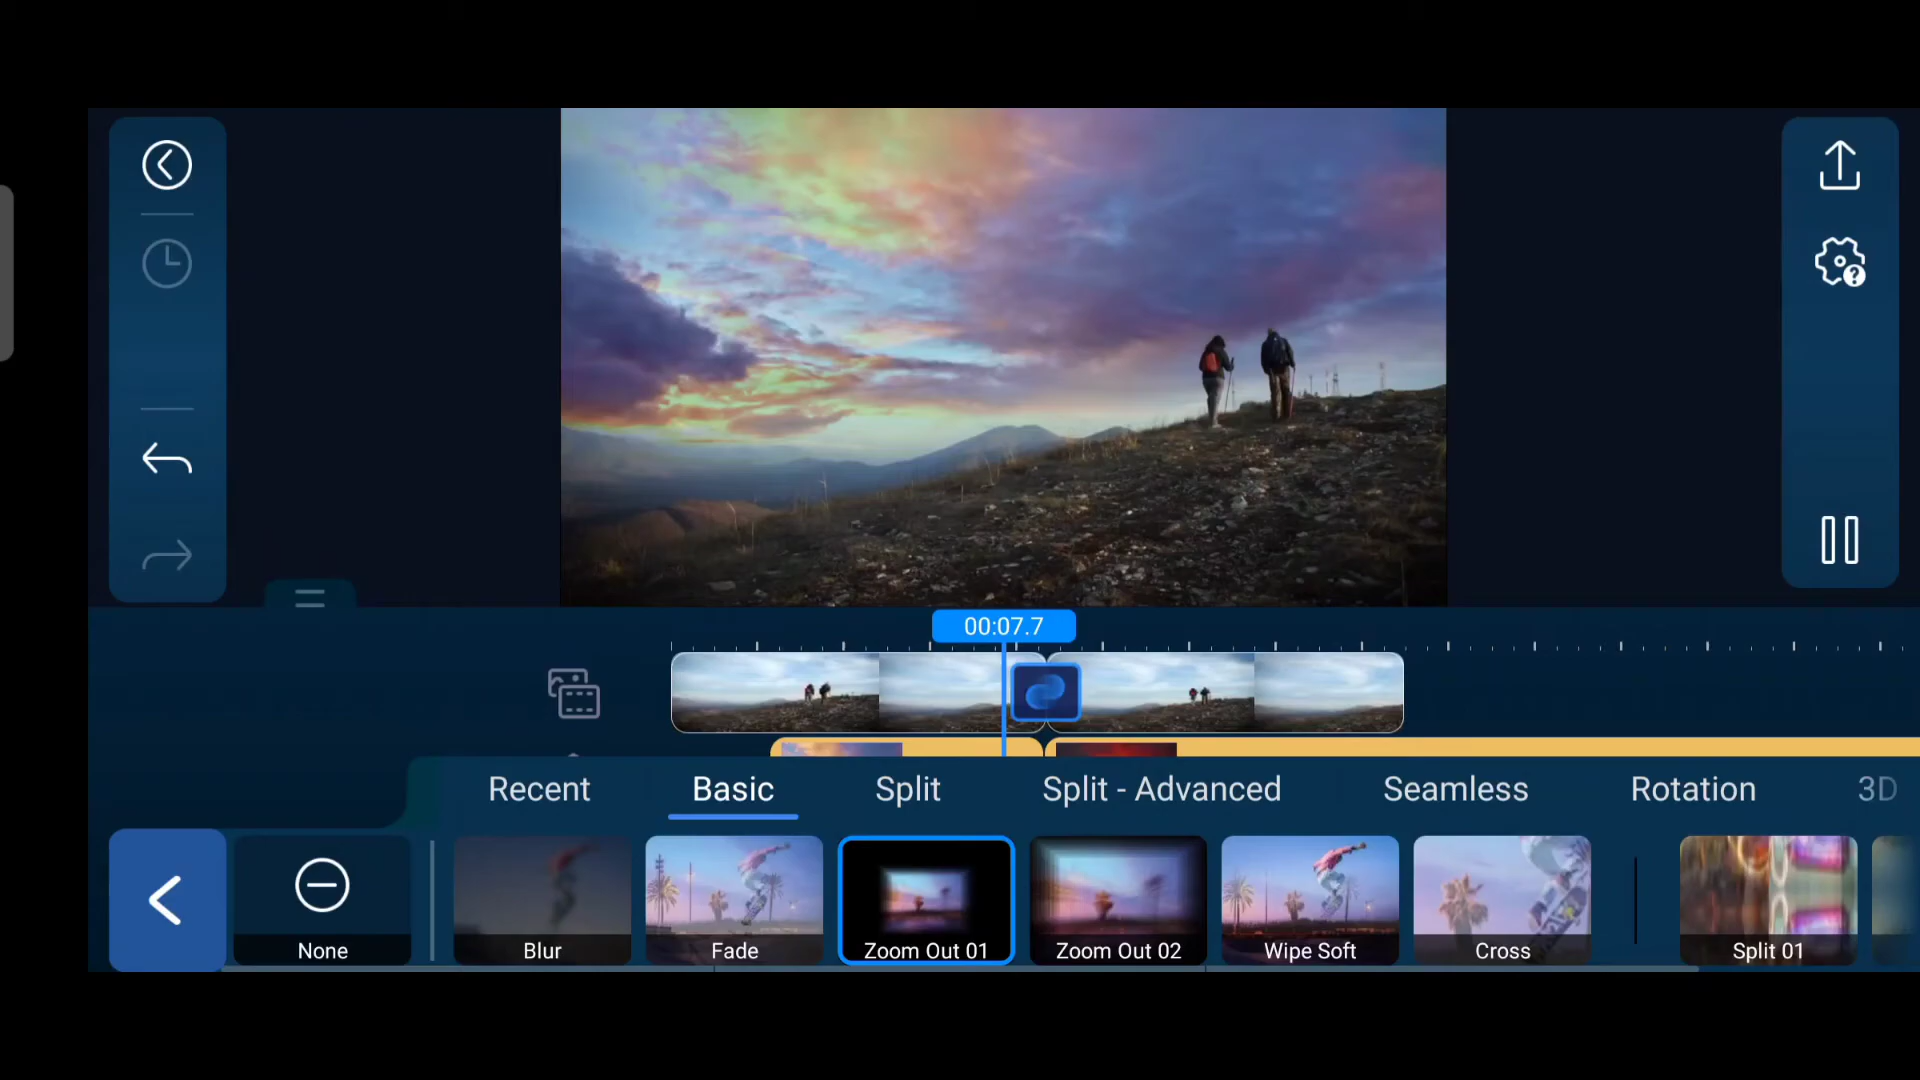 00:07.7
Recent
Basic
Split
Split - Advanced
Seamless
Rotation
3D
None
Blur
Fade
Zoom Out 01
Zoom Out 02
Wipe Soft
Cross
Split 01